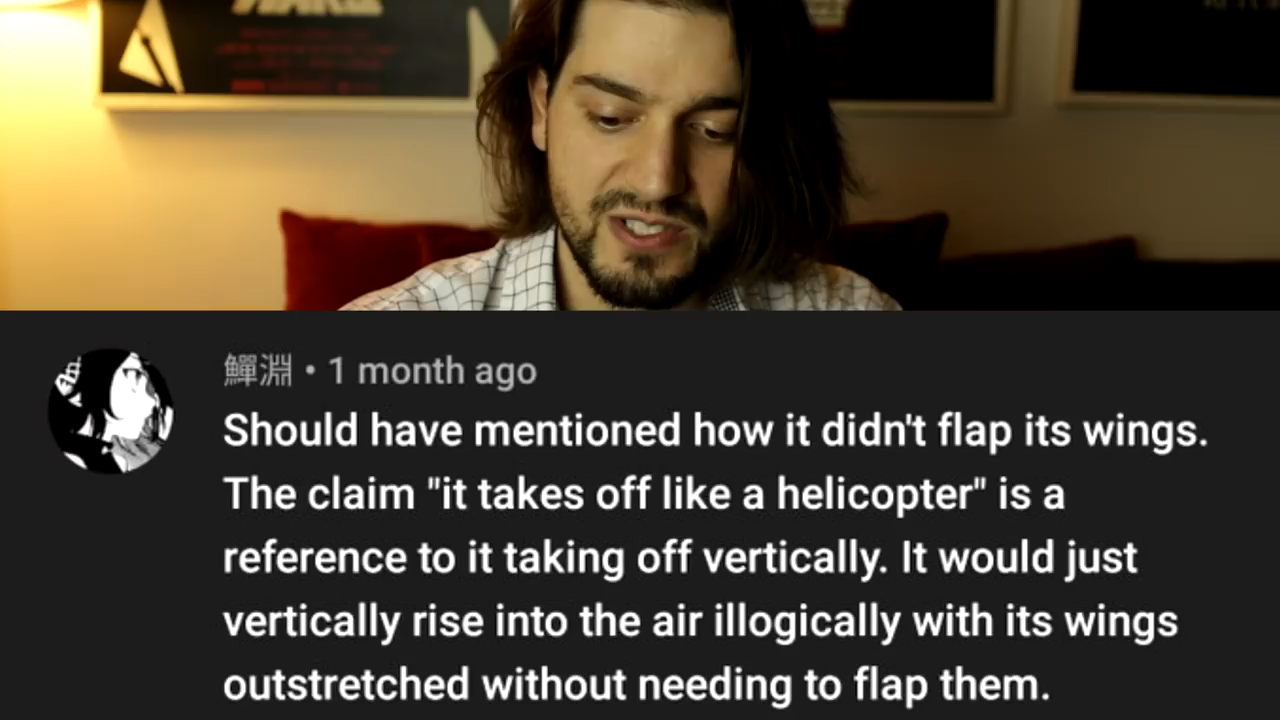 鱓淵 • 1 month ago
Should have mentioned how it didn't flap its wings.
The claim "it takes off like a helicopter" is a
reference to it taking off vertically. It would just
vertically rise into the air illogically with its wings
outstretched without needing to flap them.